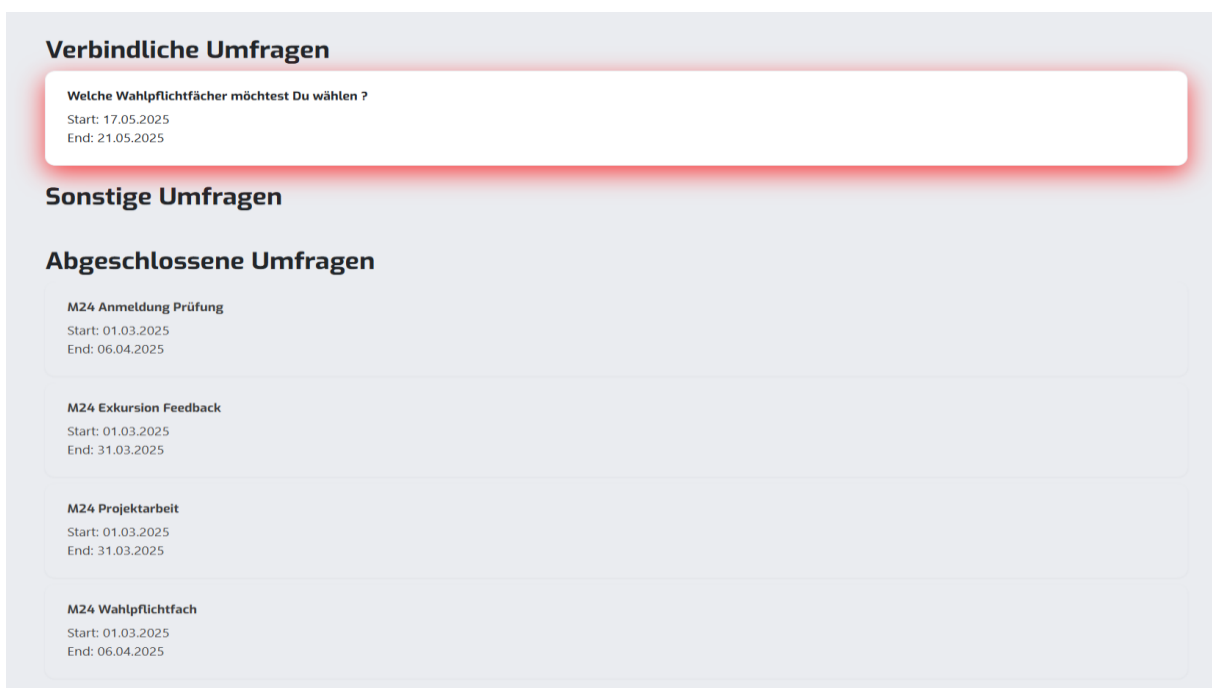 Verbindliche Umfragen
Welche Wahlpflichtfächer möchtest Du wählen ?
Start: 17.05.2025
End: 21.05.2025
Sonstige Umfragen
Abgeschlossene Umfragen
M24 Anmeldung Prüfung
Start: 01.03.2025
End: 06.04.2025
M24 Exkursion Feedback
Start: 01.03.2025
End: 31.03.2025
M24 Projektarbeit
Start: 01.03.2025
End: 31.03.2025
M24 Wahlpflichtfach
Start: 01.03.2025
End: 06.04.2025